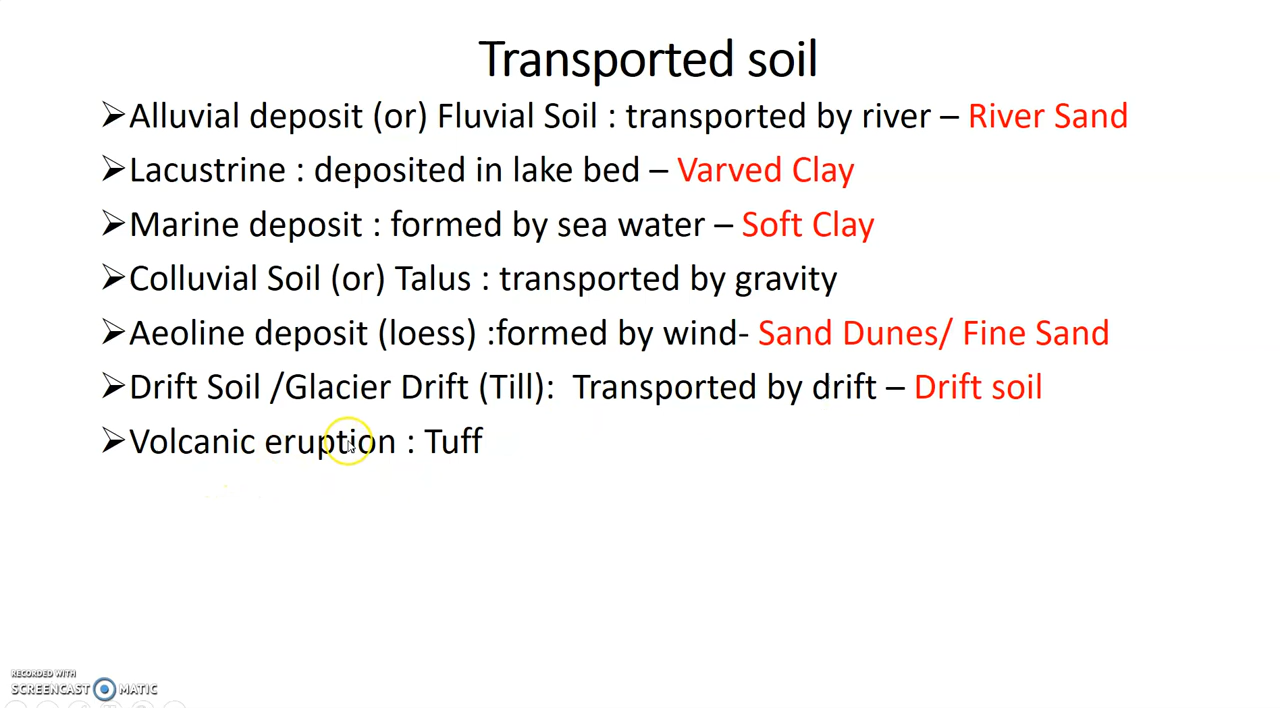 Transported soil
➢Alluvial deposit (or) Fluvial Soil : transported by river – River Sand
➢Lacustrine : deposited in lake bed – Varved Clay
➢Marine deposit : formed by sea water – Soft Clay
➢Colluvial Soil (or) Talus : transported by gravity
➢Aeoline deposit (loess) :formed by wind- Sand Dunes/ Fine Sand
➢Drift Soil /Glacier Drift (Till): Transported by drift – Drift soil
➢Volcanic eruption : Tuff
RECORDED WITH
SCREENCAST MATIC